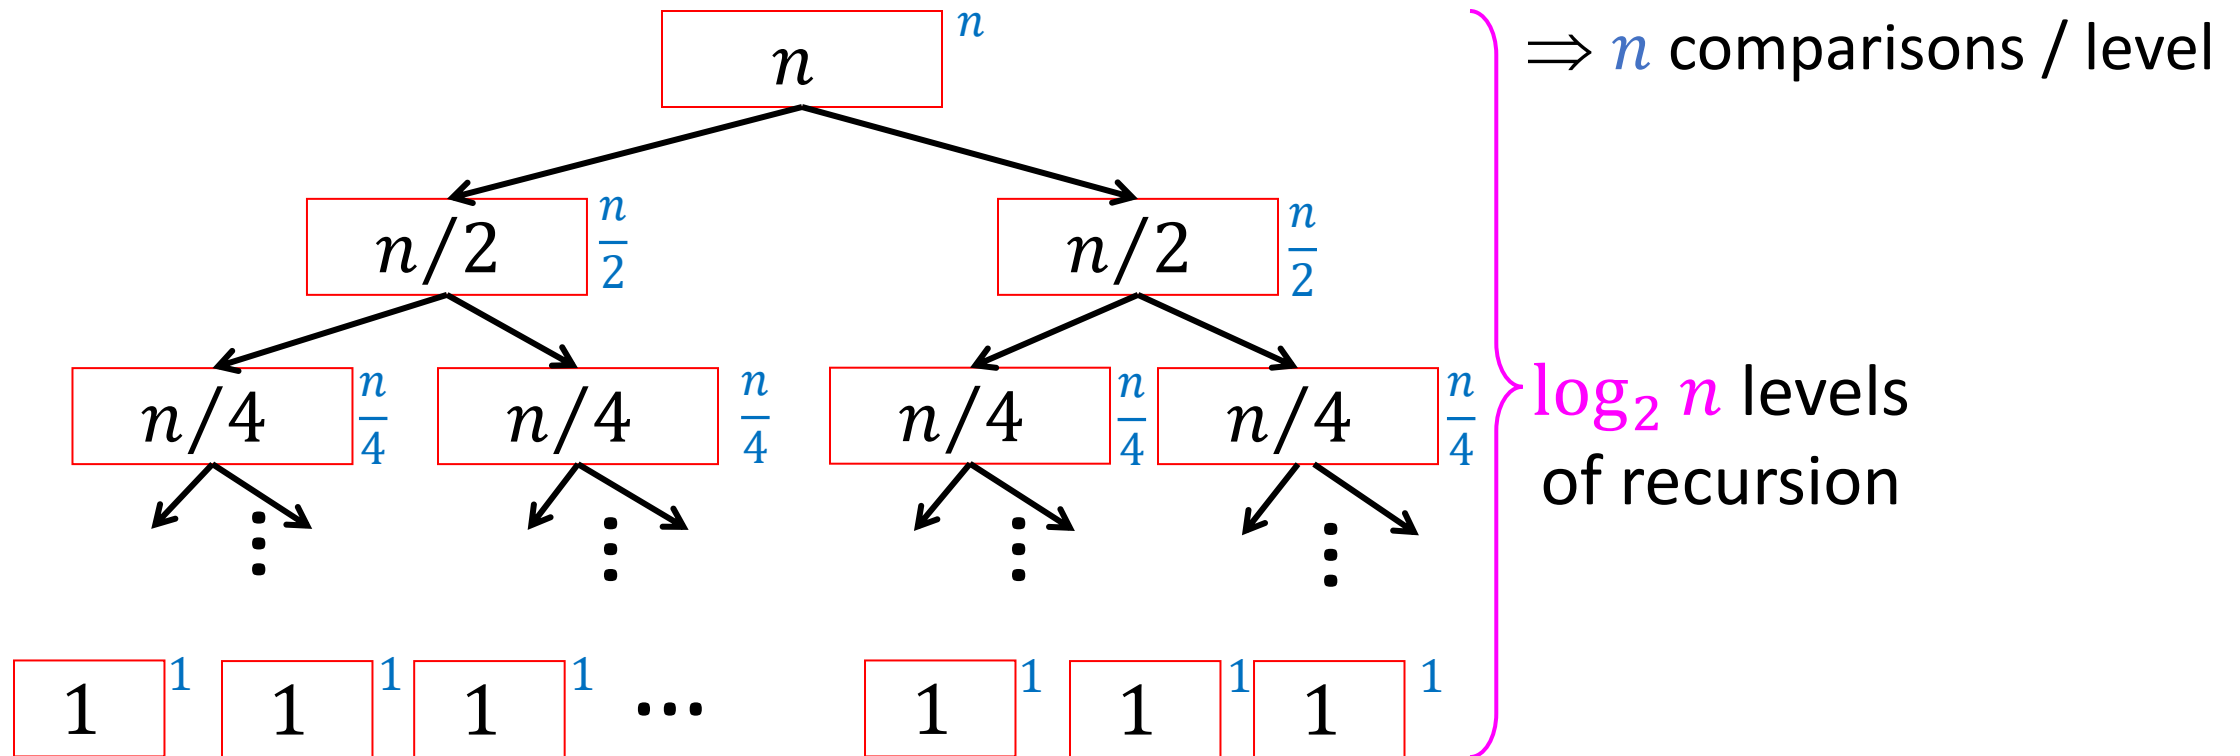 n n ⇒ n comparisons / level
n/2 n/2 n/2 n/2
n/4 n/4 n/4 n/4 n/4 n/4 n/4 n/4 log₂ n levels
of recursion
1 1 1 1 1 1 ... 1 1 1 1 1 1